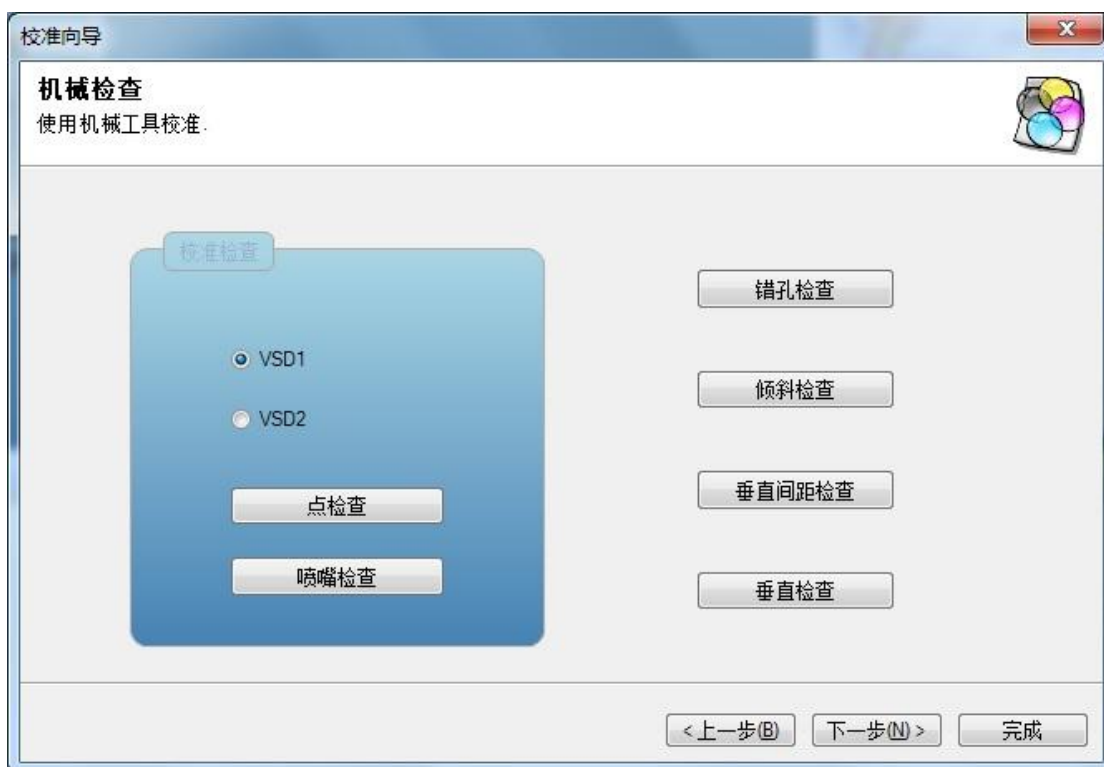 校准向导
机械检查
使用机械工具校准.
校准检查
VSD1
VSD2
点检查
喷嘴检查
错孔检查
倾斜检查
垂直间距检查
垂直检查
<上一步(B)
下一步(N)>
完成